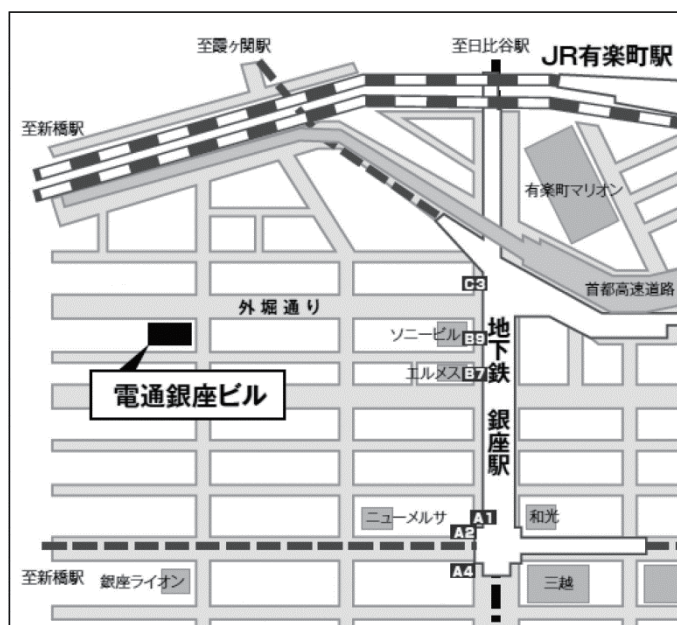 至霞ヶ関駅
至日比谷駅
JR有楽町駅
至新橋駅
有楽町マリオン
C3
首都高速道路
外堀通り
ソニービル
B9
地下鉄 銀座駅
エルメス
B7
電通銀座ビル
ニューメルサ
A1
和光
A2
至新橋駅
銀座ライオン
A4
三越